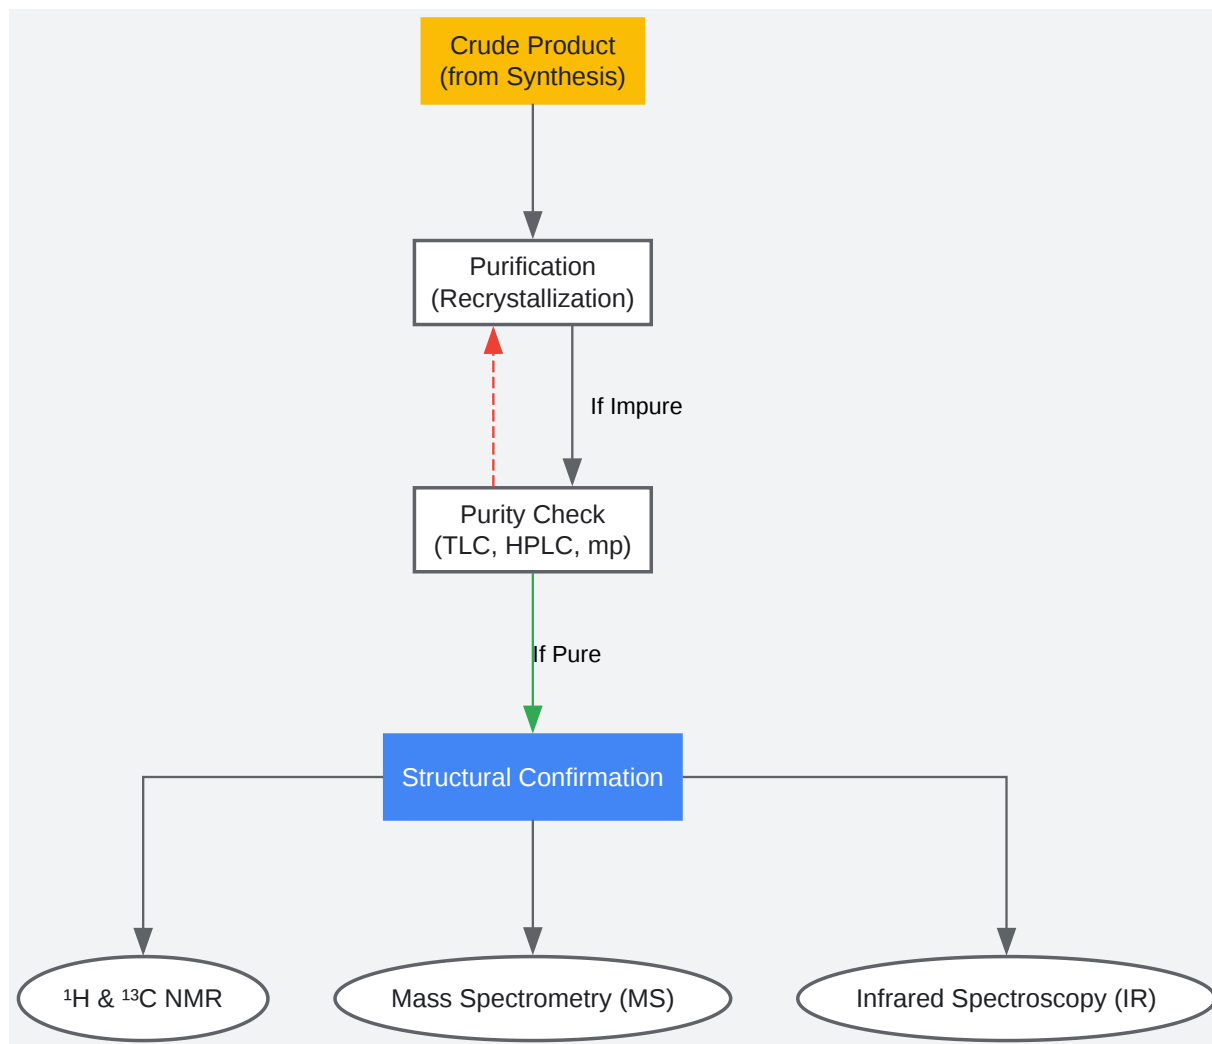 Crude Product
(from Synthesis)
Purification
(Recrystallization)
If Impure
Purity Check
(TLC, HPLC, mp)
If Pure
Structural Confirmation
¹H & ¹³C NMR
Mass Spectrometry (MS)
Infrared Spectroscopy (IR)